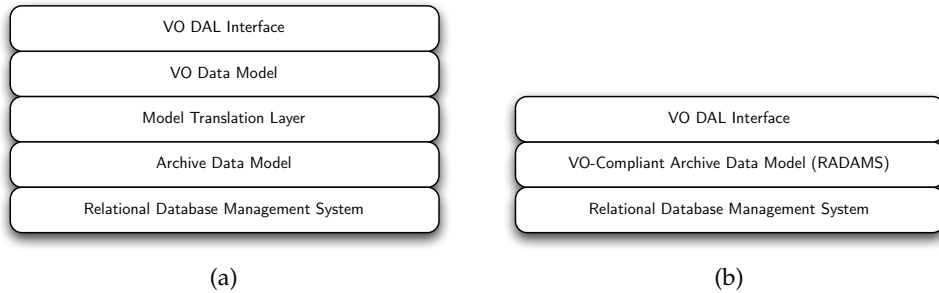 VO DAL Interface
VO Data Model
Model Translation Layer
Archive Data Model
Relational Database Management System
(a)
VO DAL Interface
VO-Compliant Archive Data Model (RADAMS)
Relational Database Management System
(b)